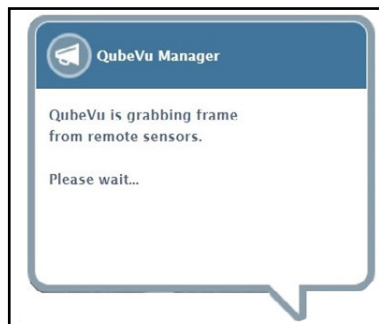 QubeVu Manager
QubeVu is grabbing frame
from remote sensors.
Please wait...